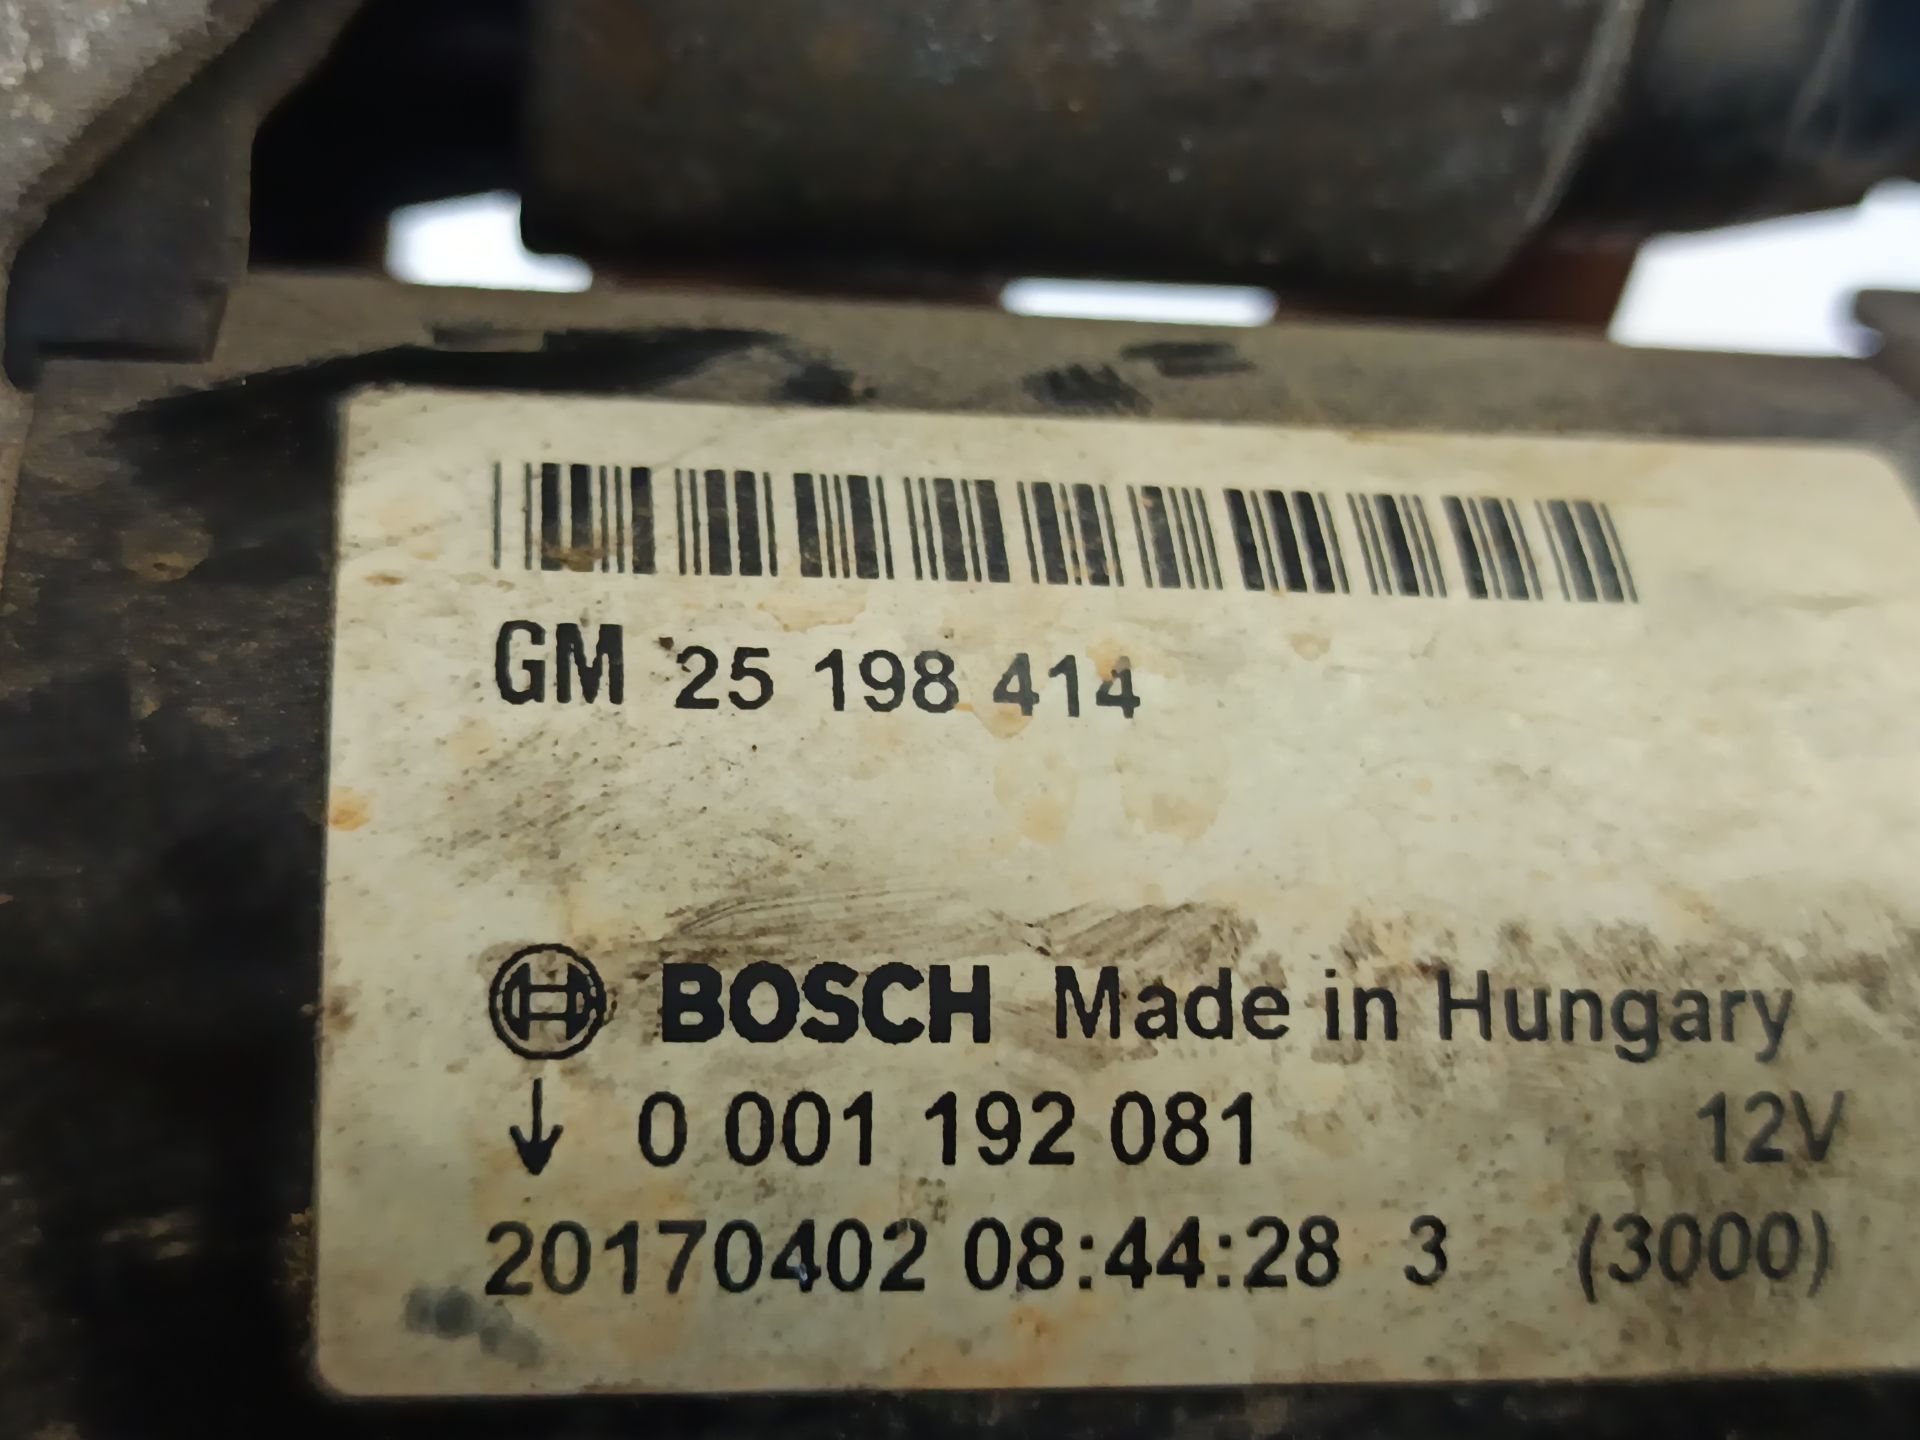 GM 25 198 414
BOSCH Made in Hungary
↓ 0 001 192 081 12V
20170402 08:44:28 3 (3000)